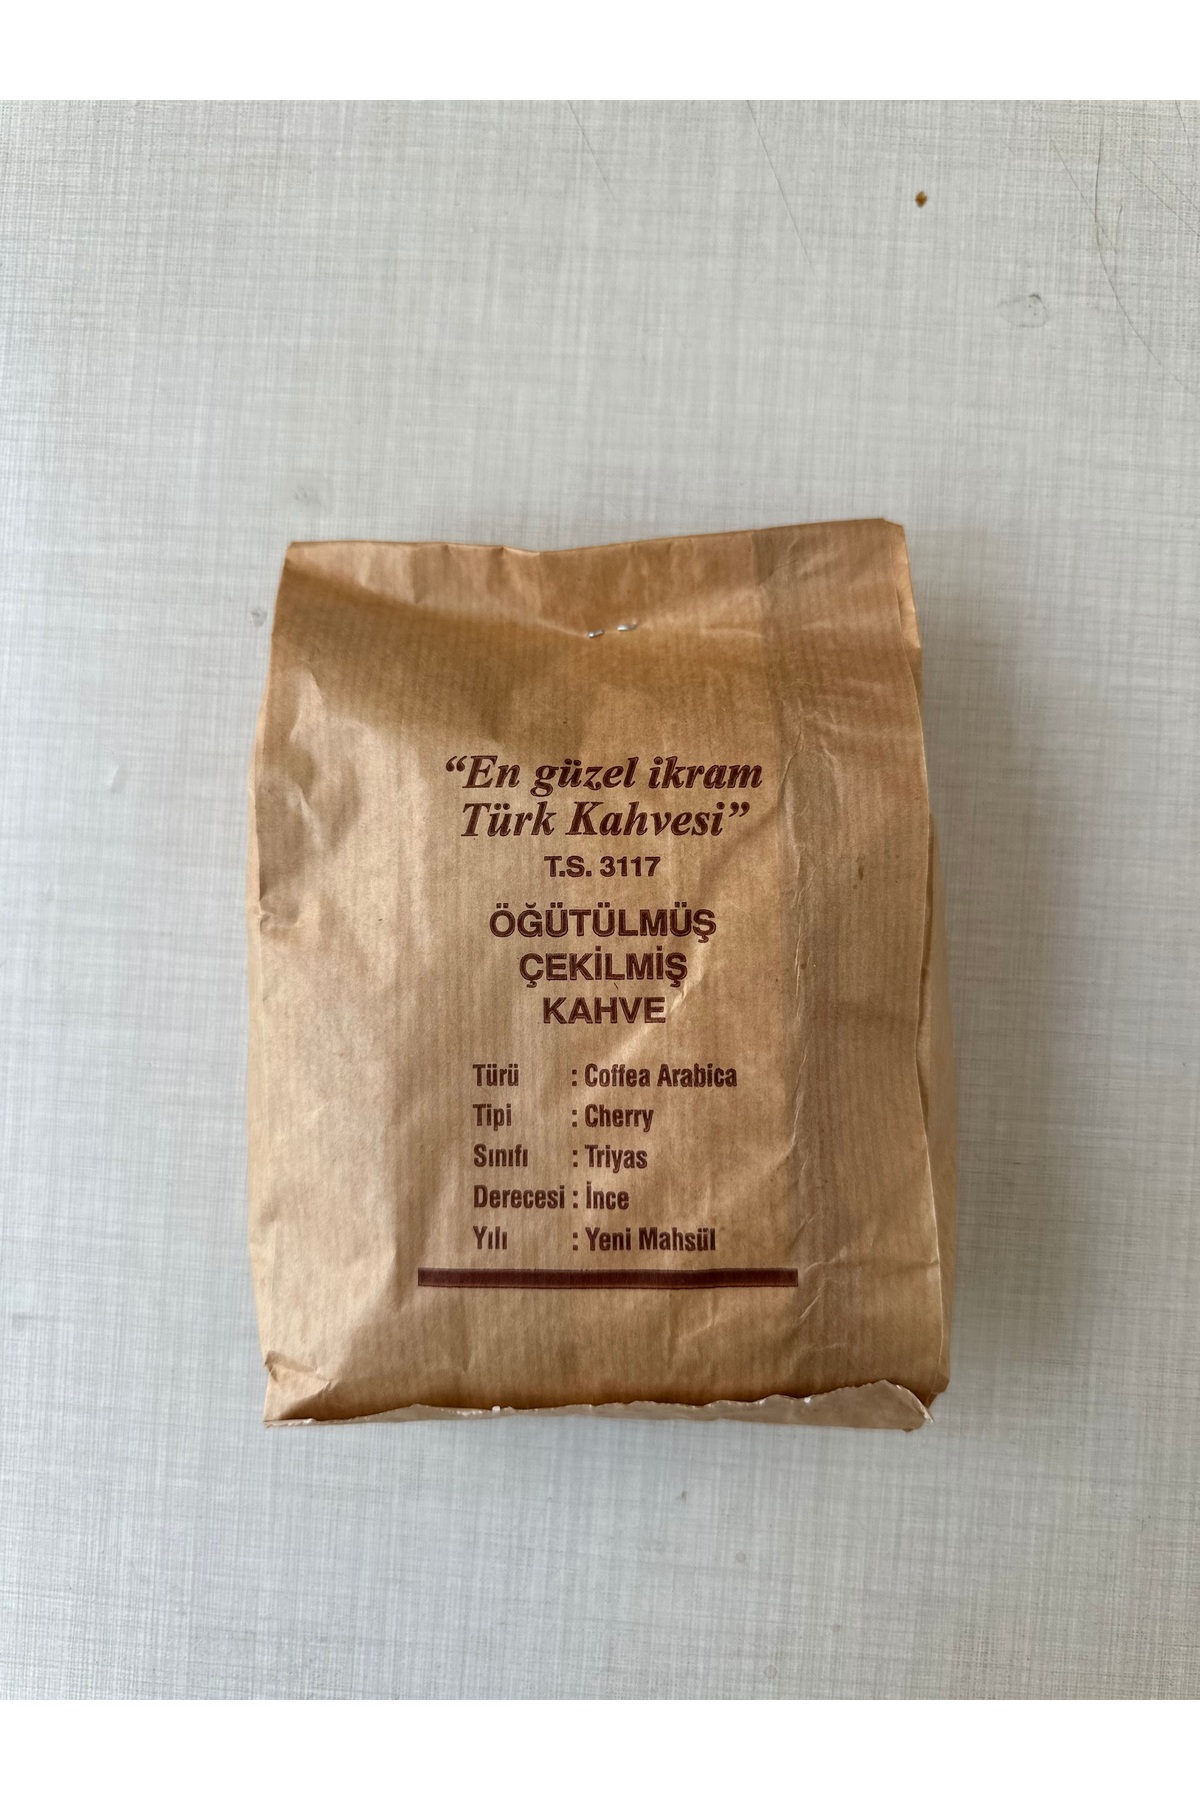 “En güzel ikram
Türk Kahvesi”
T.S. 3117
ÖĞÜTÜLMÜŞ
ÇEKİLMİŞ
KAHVE
Türü : Coffea Arabica
Tipi : Cherry
Sınıfı : Triyas
Derecesi : İnce
Yılı : Yeni Mahsül